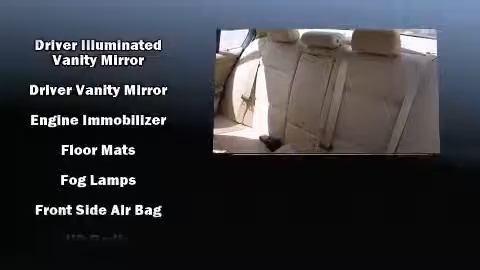 Driver Illuminated
Vanity Mirror
Driver Vanity Mirror
Engine Immobilizer
Floor Mats
Fog Lamps
Front Side Air Bag